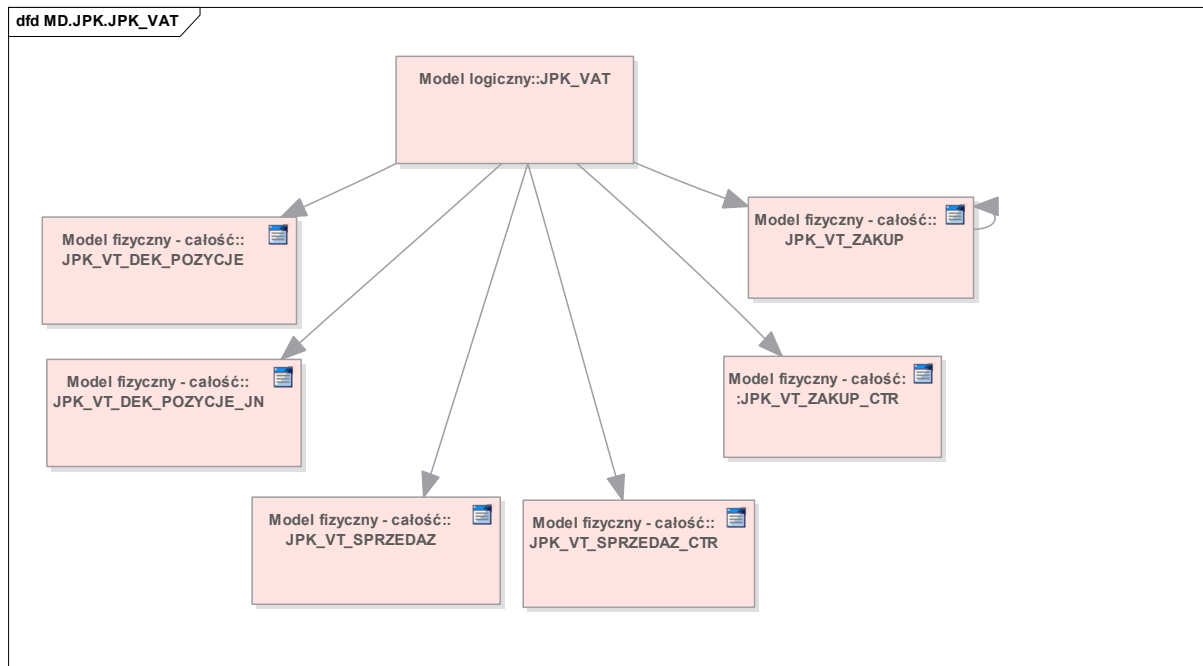 dfd MD.JPK.JPK_VAT
Model logiczny::JPK_VAT
Model fizyczny - całość::
JPK_VT_DEK_POZYCJE
Model fizyczny - całość::
JPK_VT_ZAKUP
Model fizyczny - całość::
JPK_VT_DEK_POZYCJE_JN
Model fizyczny - całość:
:JPK_VT_ZAKUP_CTR
Model fizyczny - całość::
JPK_VT_SPRZEDAZ
Model fizyczny - całość::
JPK_VT_SPRZEDAZ_CTR